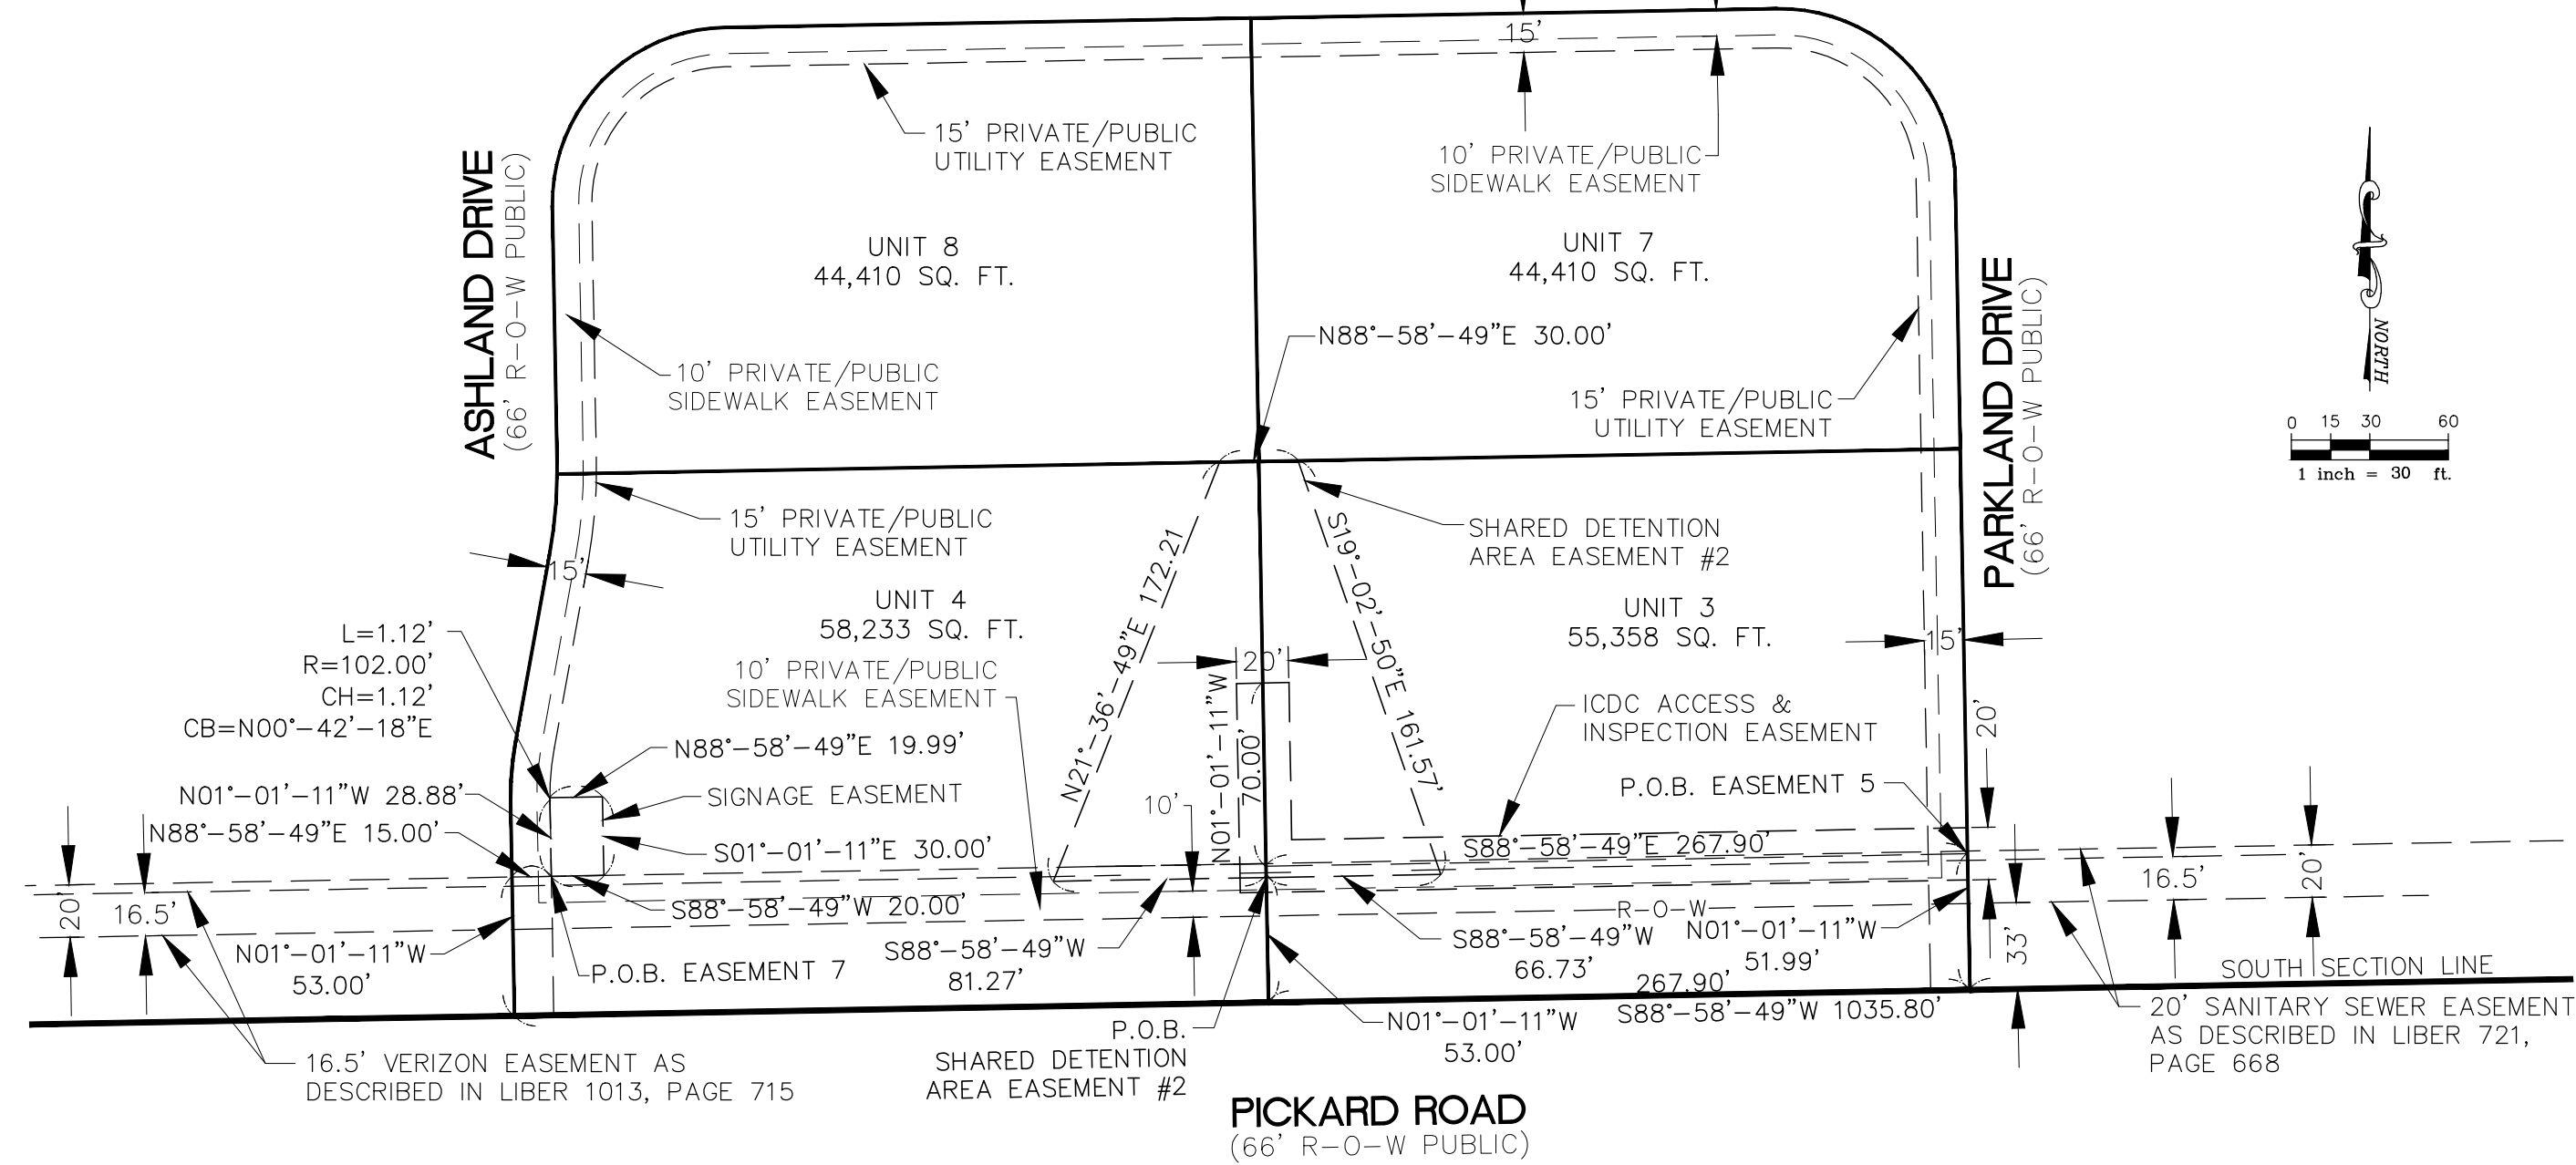 15'
15' PRIVATE/PUBLIC
UTILITY EASEMENT
10' PRIVATE/PUBLIC
SIDEWALK EASEMENT
ASHLAND DRIVE
(66' R-O-W PUBLIC)
UNIT 8
44,410 SQ. FT.
UNIT 7
44,410 SQ. FT.
PARKLAND DRIVE
(66' R-O-W PUBLIC)
NORTH
N88°-58'-49"E 30.00'
10' PRIVATE/PUBLIC
SIDEWALK EASEMENT
15' PRIVATE/PUBLIC
UTILITY EASEMENT
0 15 30 60
1 inch = 30 ft.
15' PRIVATE/PUBLIC
UTILITY EASEMENT
SHARED DETENTION
AREA EASEMENT #2
15'
N21°-36'-49"E 172.21
S19°-02'-50"E 161.57'
UNIT 4
58,233 SQ. FT.
UNIT 3
55,358 SQ. FT.
15'
L=1.12'
R=102.00'
CH=1.12'
CB=N00°-42'-18"E
10' PRIVATE/PUBLIC
SIDEWALK EASEMENT
20'
N01°-01'-11"W
70.00'
ICDC ACCESS &
INSPECTION EASEMENT
20'
N88°-58'-49"E 19.99'
P.O.B. EASEMENT 5
N01°-01'-11"W 28.88'
SIGNAGE EASEMENT
10'
N88°-58'-49"E 15.00'
S01°-01'-11"E 30.00'
S88°-58'-49"E 267.90'
20'
16.5'
S88°-58'-49"W 20.00'
R-O-W
16.5'
20'
N01°-01'-11"W
53.00'
P.O.B. EASEMENT 7
S88°-58'-49"W
81.27'
S88°-58'-49"W
66.73'
N01°-01'-11"W
51.99'
33'
SOUTH SECTION LINE
267.90'
S88°-58'-49"W 1035.80'
16.5' VERIZON EASEMENT AS
DESCRIBED IN LIBER 1013, PAGE 715
P.O.B.
SHARED DETENTION
AREA EASEMENT #2
N01°-01'-11"W
53.00'
20' SANITARY SEWER EASEMENT
AS DESCRIBED IN LIBER 721,
PAGE 668
PICKARD ROAD
(66' R-O-W PUBLIC)